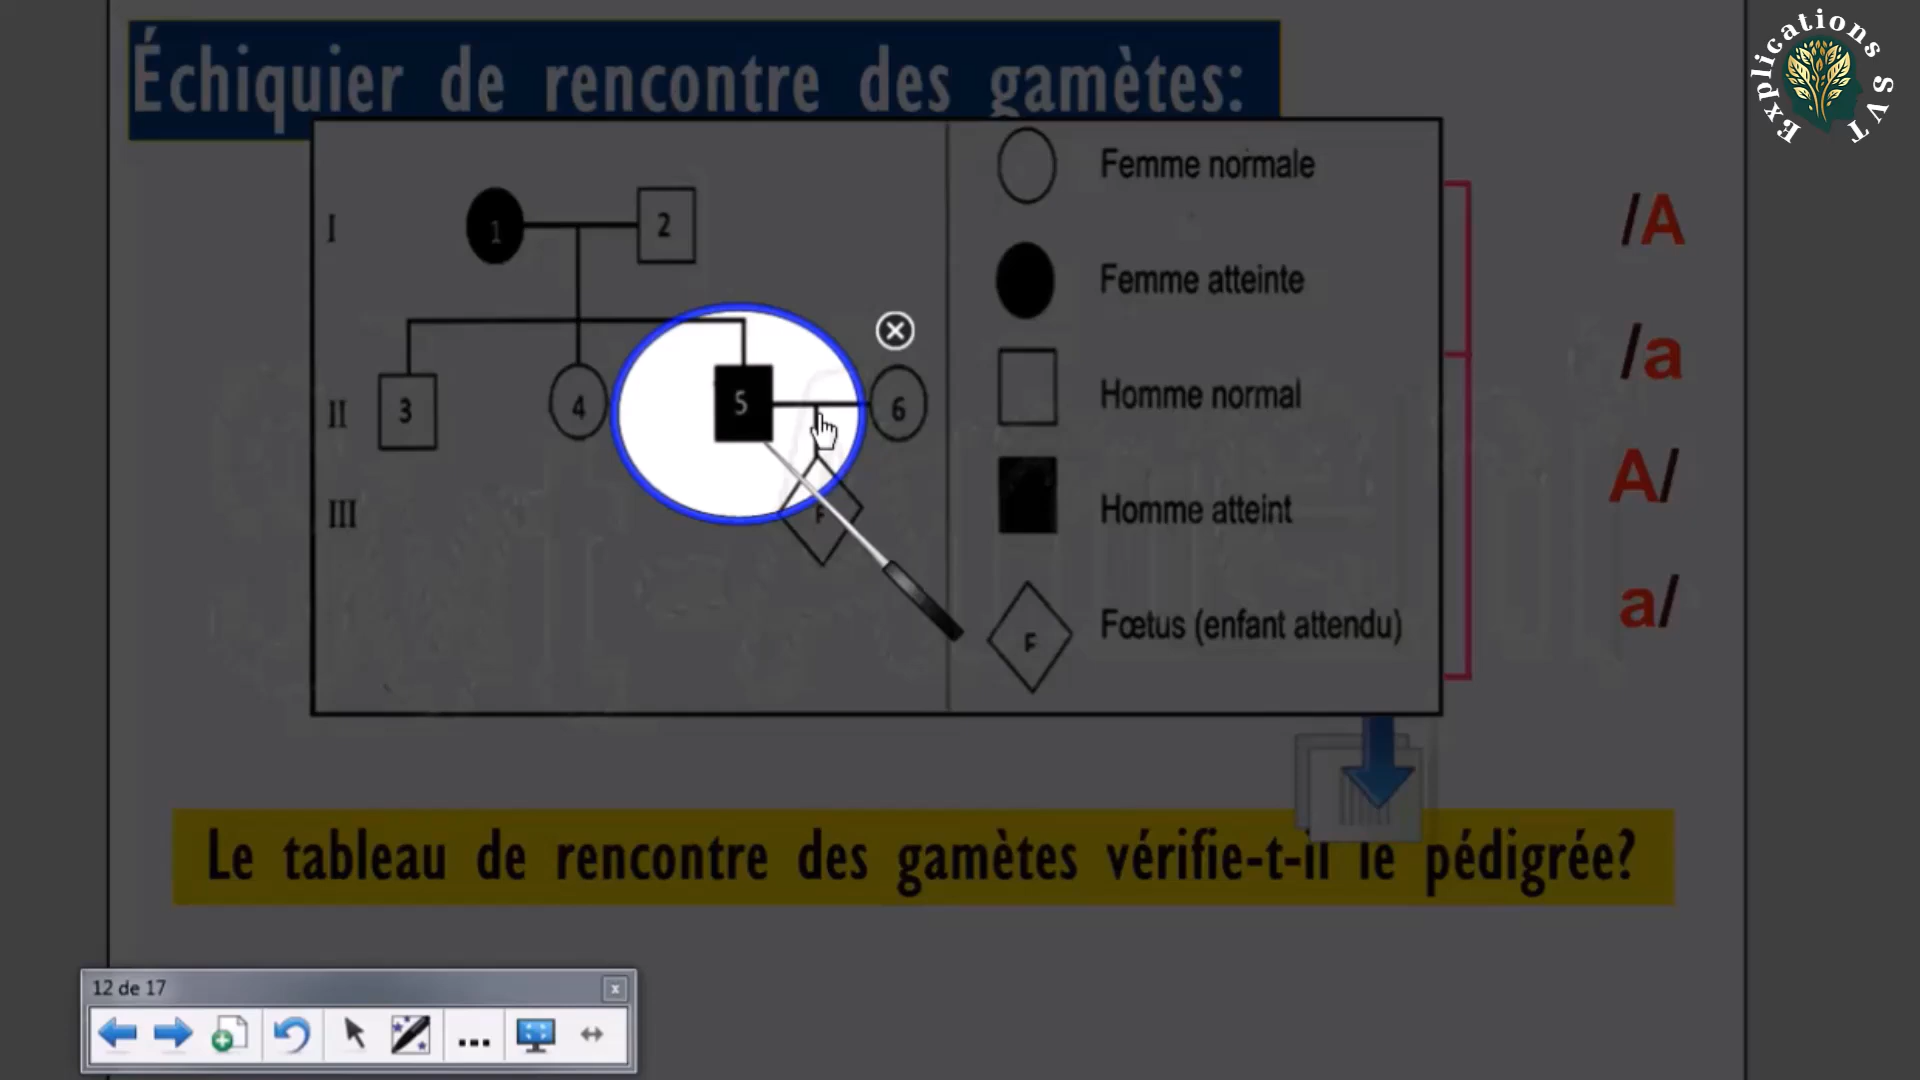 Explications SVT
Échiquier de rencontre des gamètes:
Femme normale
I
1
2
/A
Femme atteinte
/a
II
3
4
5
6
Homme normal
A/
III
F
Homme atteint
a/
F
Fœtus (enfant attendu)
Le tableau de rencontre des gamètes vérifie-t-il le pédigrée?
12 de 17